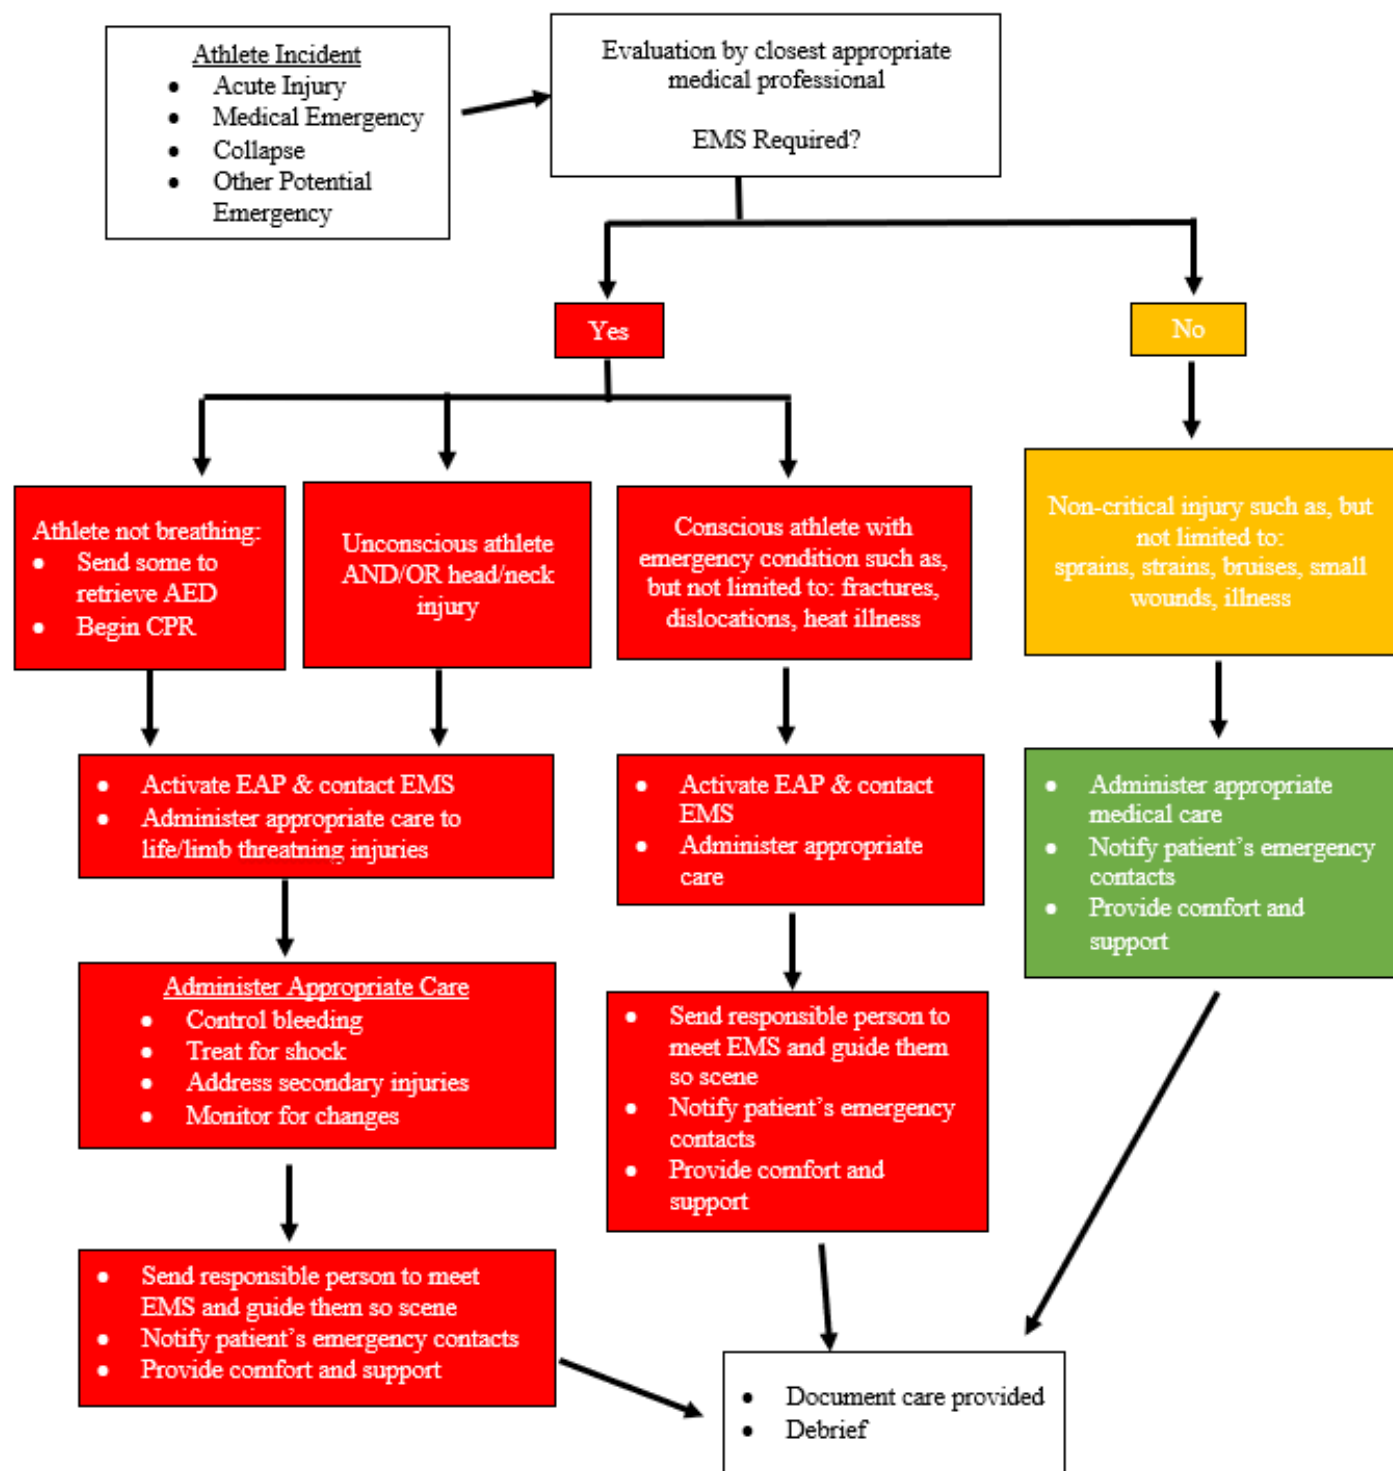 Athlete Incident
• Acute Injury
• Medical Emergency
• Collapse
• Other Potential
Emergency
Evaluation by closest appropriate
medical professional
EMS Required?
Yes
No
Athlete not breathing:
• Send some to
retrieve AED
• Begin CPR
Unconscious athlete
AND/OR head/neck
injury
Conscious athlete with
emergency condition such as,
but not limited to: fractures,
dislocations, heat illness
Non-critical injury such as, but
not limited to:
sprains, strains, bruises, small
wounds, illness
• Activate EAP & contact EMS
• Administer appropriate care to
life/limb threatning injuries
• Activate EAP & contact
EMS
• Administer appropriate
care
• Administer appropriate
medical care
• Notify patient’s emergency
contacts
• Provide comfort and
support
Administer Appropriate Care
• Control bleeding
• Treat for shock
• Address secondary injuries
• Monitor for changes
• Send responsible person to
meet EMS and guide them
so scene
• Notify patient’s emergency
contacts
• Provide comfort and
support
• Send responsible person to meet
EMS and guide them so scene
• Notify patient’s emergency contacts
• Provide comfort and support
• Document care provided
• Debrief